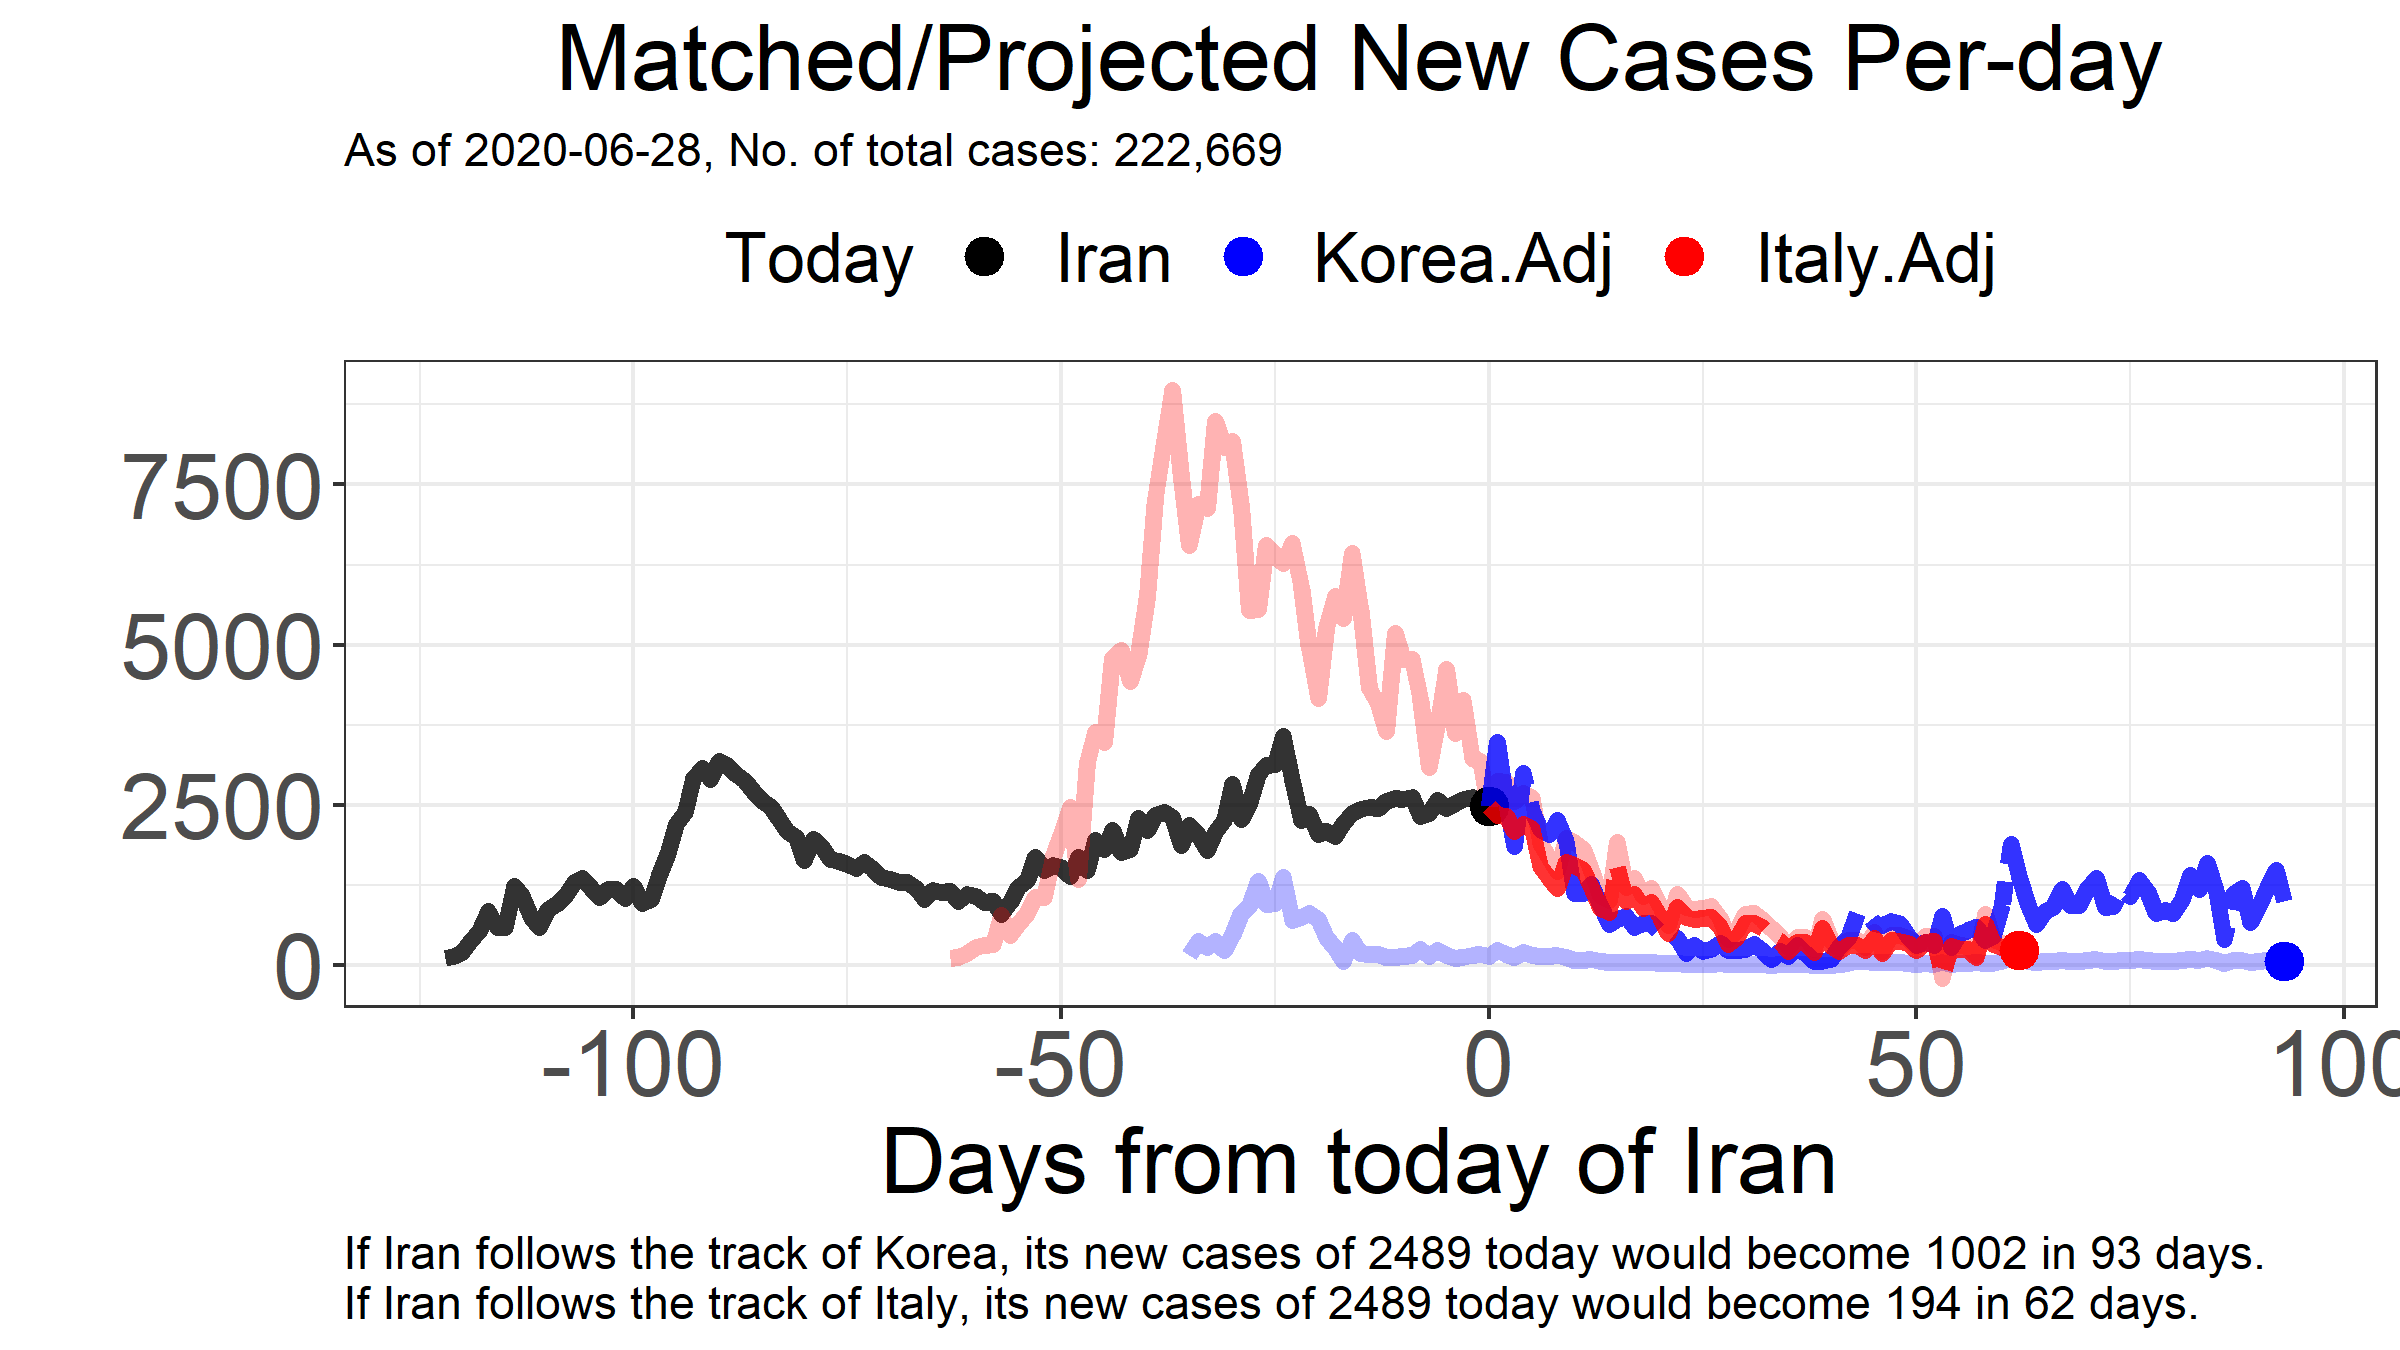 Matched/Projected New Cases Per-day
As of 2020-06-28, No. of total cases: 222,669
Today Iran Korea.Adj Italy.Adj
7500
5000
2500
0
-100 -50 0 50 100
Days from today of Iran
If Iran follows the track of Korea, its new cases of 2489 today would become 1002 in 93 days.
If Iran follows the track of Italy, its new cases of 2489 today would become 194 in 62 days.